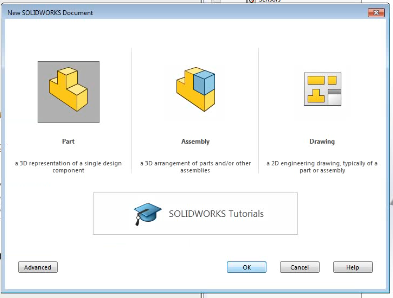 Sensors
New SOLIDWORKS Document
Part
a 3D representation of a single design
component
Assembly
a 3D arrangement of parts and/or other
assemblies
Drawing
a 2D engineering drawing, typically of a
part or assembly
SOLIDWORKS Tutorials
Advanced
OK
Cancel
Help